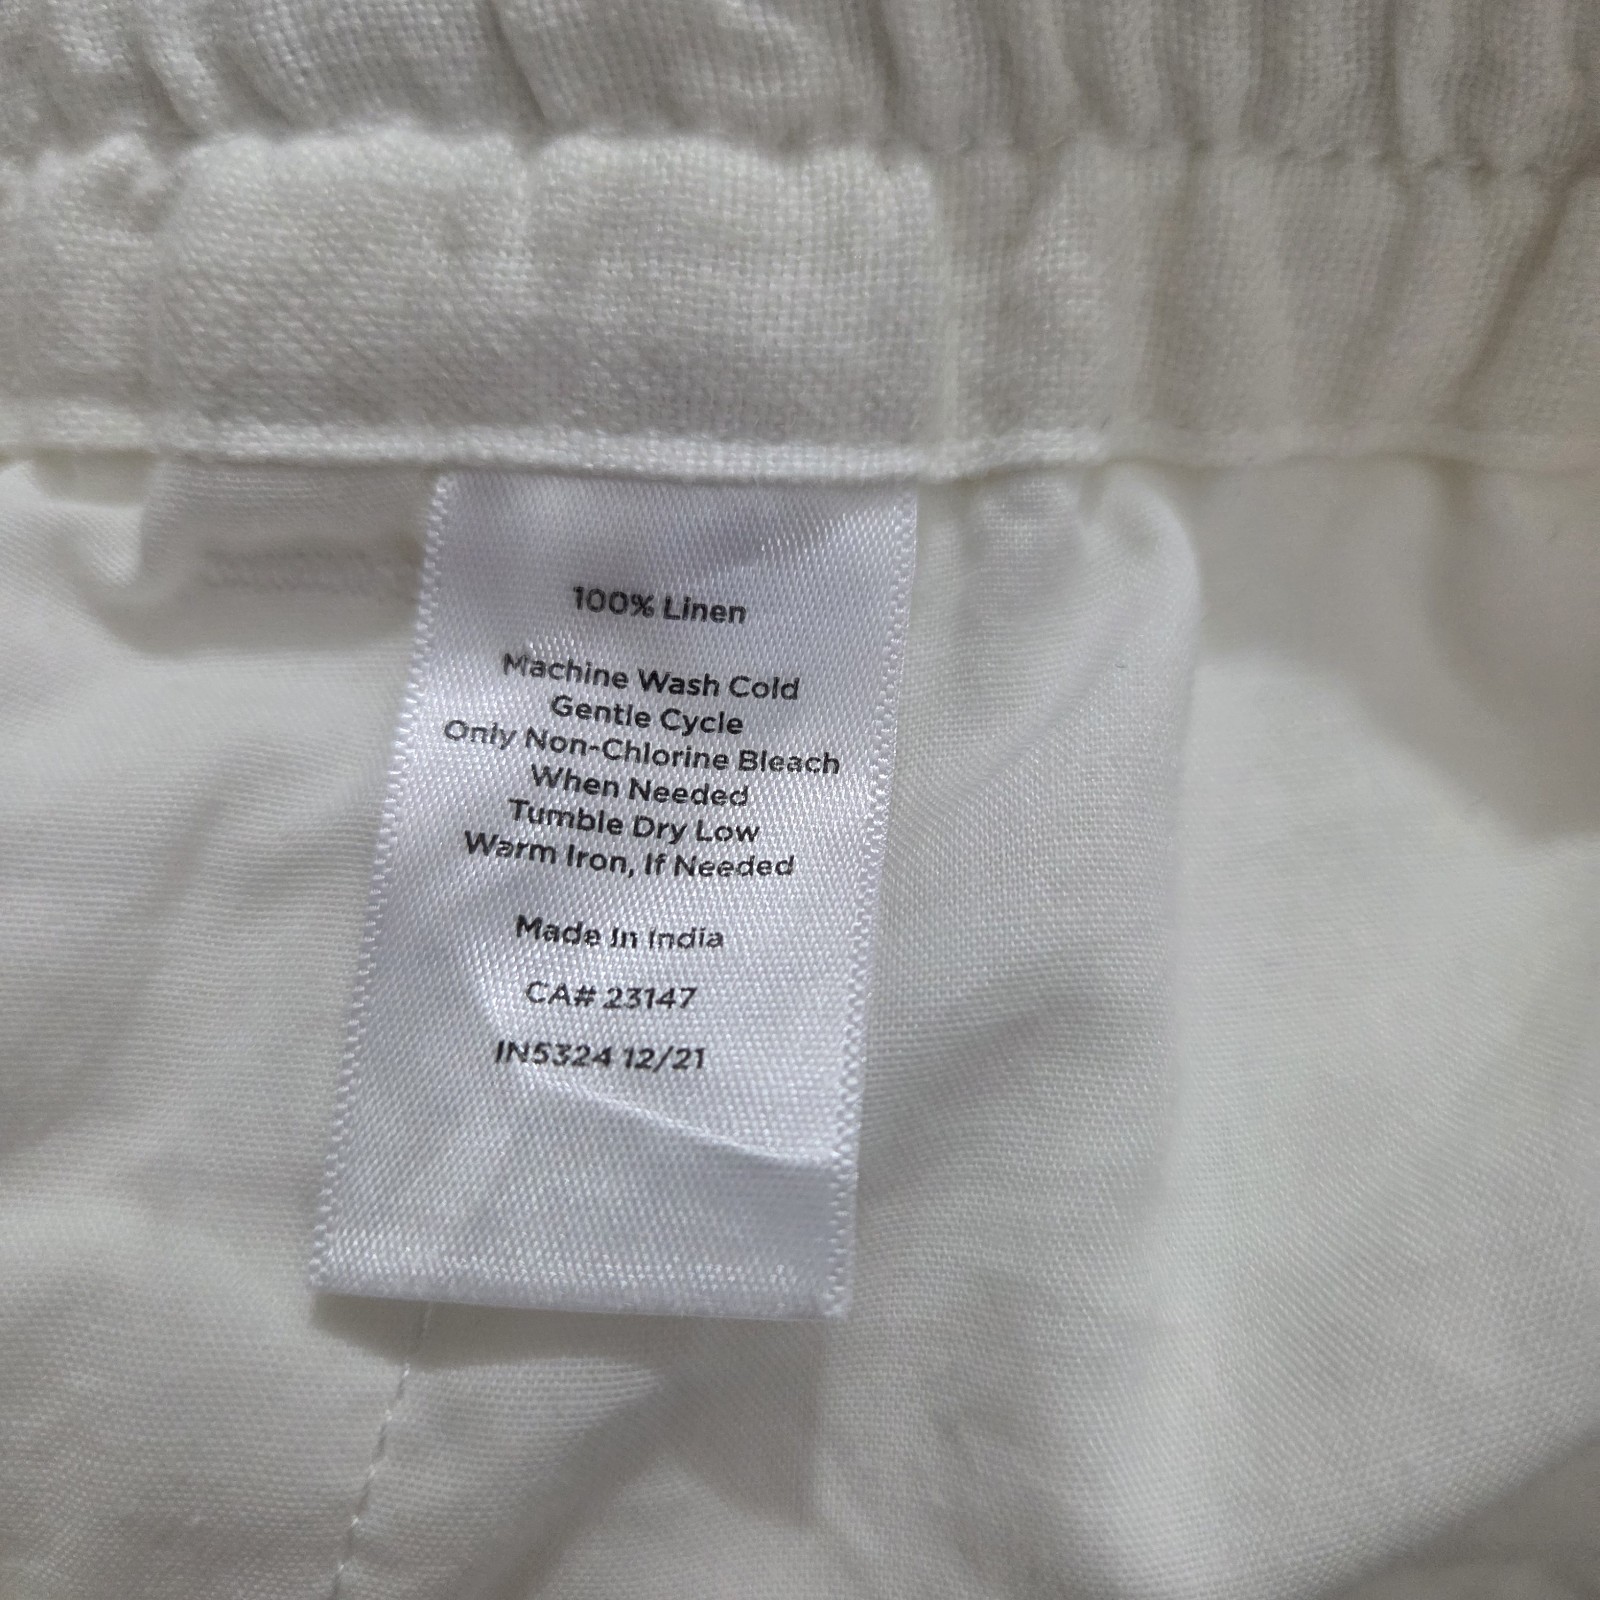 100% Linen
Machine Wash Cold
Gentle Cycle
Only Non-Chlorine Bleach
When Needed
Tumble Dry Low
Warm Iron, If Needed
Made In India
CA# 23147
IN5324 12/21